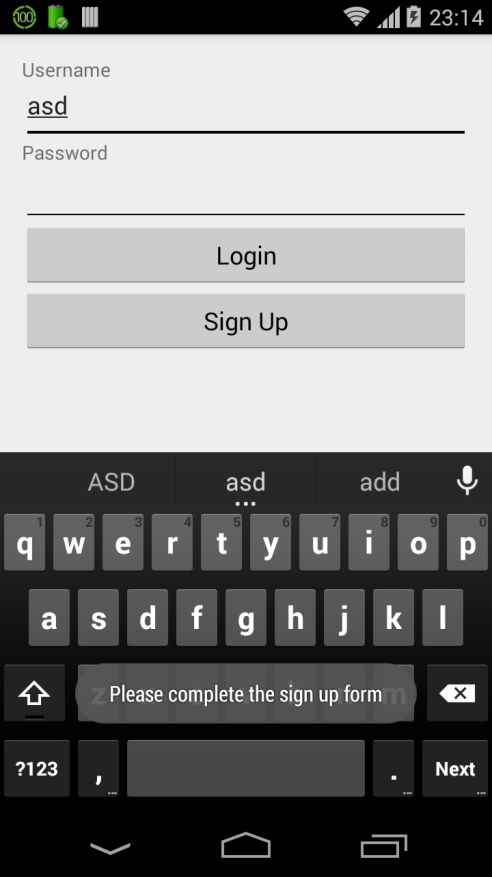 100 23:14
Username
asd
Password
Login
Sign Up
ASD asd add
1 2 3 4 5 6 7 8 9 0
q w e r t y u i o p
a s d f g h j k l
z m
Please complete the sign up form
?123 , . Next